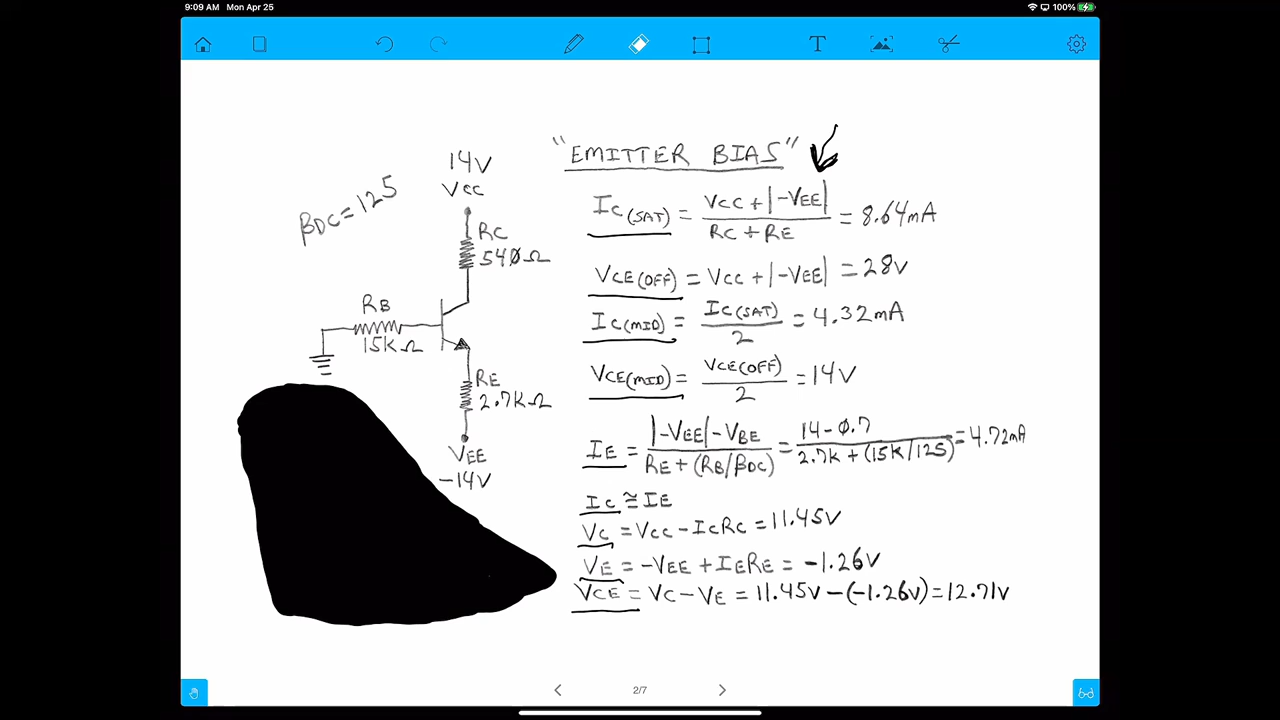 9:09 AM Mon Apr 25
100%
T
"EMITTER BIAS"
14V
VCC
βDC=125
RC
540Ω
RB
15KΩ
RE
2.7KΩ
VEE
-14V
IC(SAT) = VCC + |-VEE| / RC + RE = 8.64mA
VCE(OFF) = VCC + |-VEE| = 28V
IC(MID) = IC(SAT) / 2 = 4.32mA
VCE(MID) = VCE(OFF) / 2 = 14V
IE = |-VEE| - VBE / RE + (RB/βDC) = 14 - 0.7 / 2.7K + (15K/125) = 4.72mA
IC ≅ IE
VC = VCC - ICRC = 11.45V
VE = -VEE + IERE = -1.26V
VCE = VC - VE = 11.45V - (-1.26V) = 12.71V
2/7